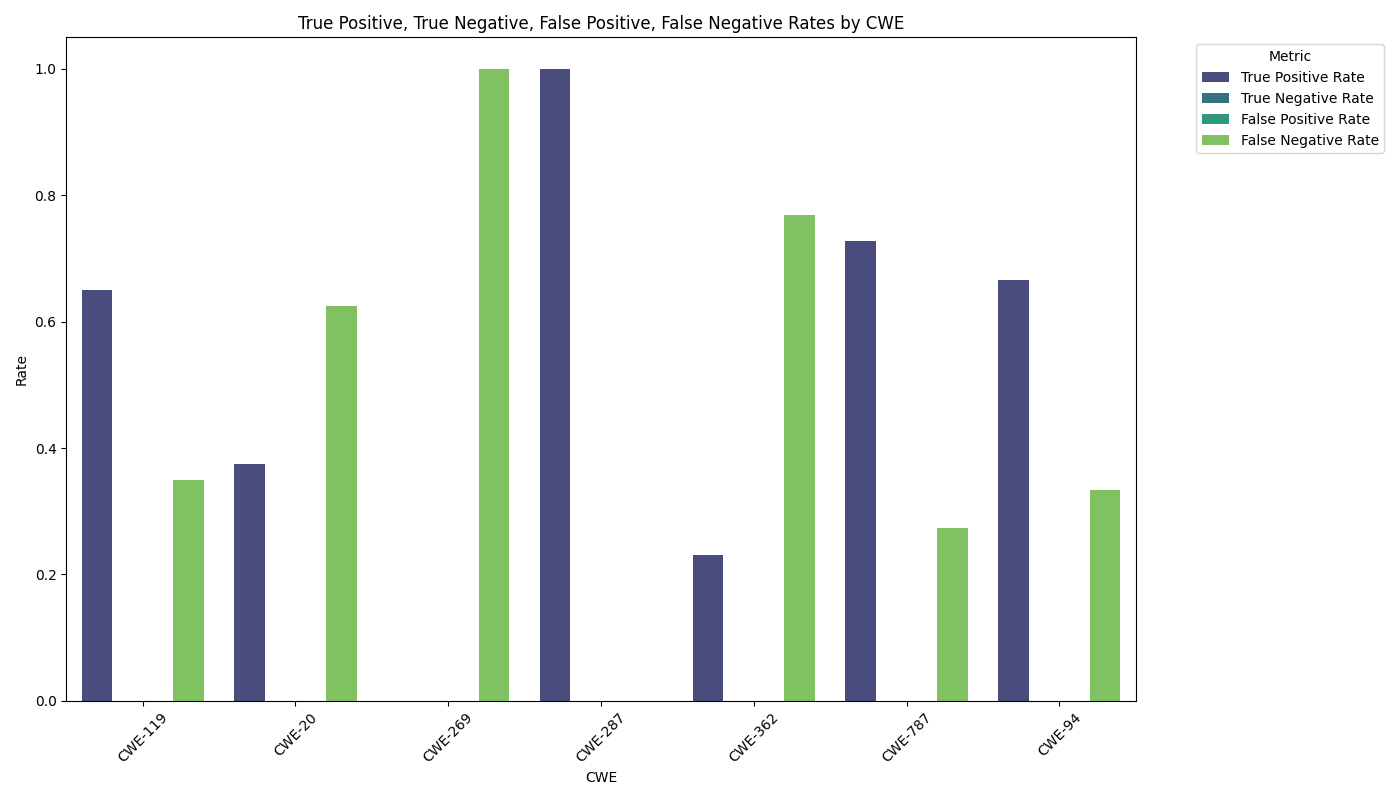 True Positive, True Negative, False Positive, False Negative Rates by CWE
Metric
True Positive Rate
True Negative Rate
False Positive Rate
False Negative Rate
Rate
1.0
0.8
0.6
0.4
0.2
0.0
CWE-119
CWE-20
CWE-269
CWE-287
CWE-362
CWE-787
CWE-94
CWE